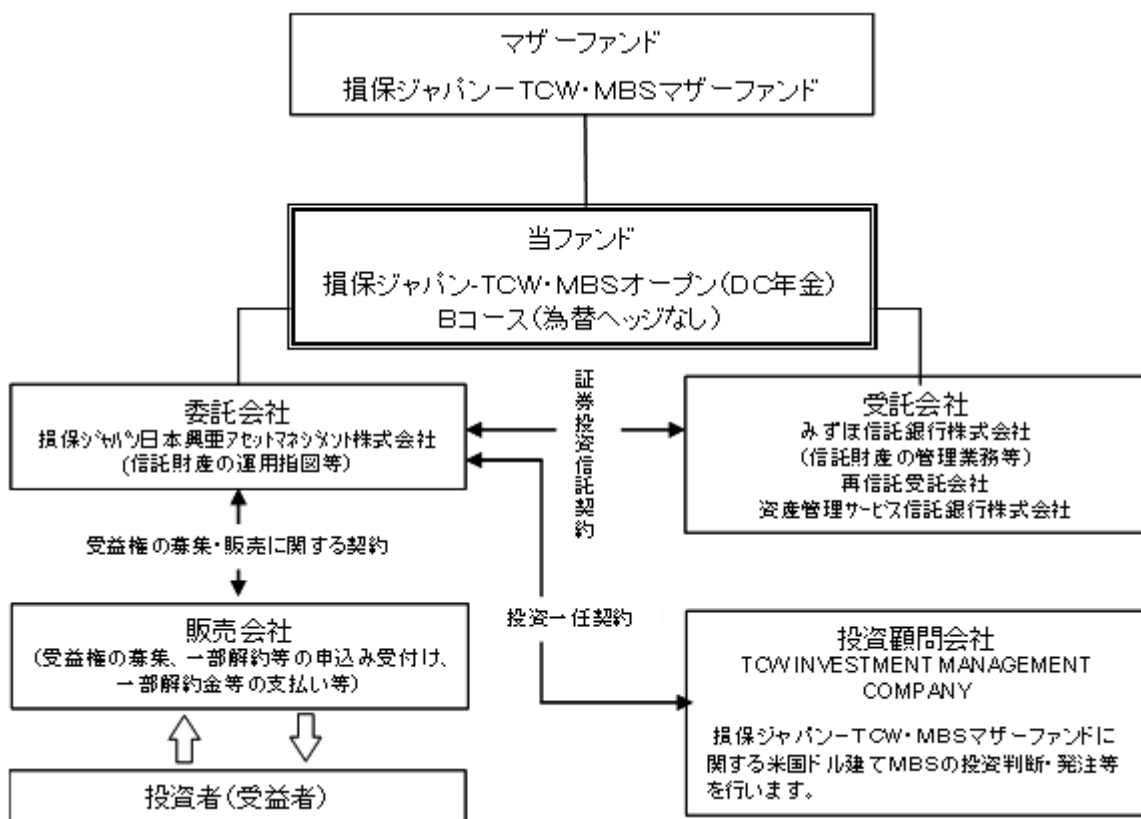 マザーファンド
損保ジャパン－TCW・MBSマザーファンド
当ファンド
損保ジャパン-TCW・MBSオープン(DC年金)
Bコース(為替ヘッジなし)
委託会社
損保ジャパン日本興亜アセットマネジメント株式会社
(信託財産の運用指図等)
証券投資信託契約
受託会社
みずほ信託銀行株式会社
(信託財産の管理業務等)
再信託受託会社
資産管理サービス信託銀行株式会社
受益権の募集・販売に関する契約
販売会社
(受益権の募集、一部解約等の申込み受付け、
一部解約金等の支払い等)
投資一任契約
投資顧問会社
TCW INVESTMENT MANAGEMENT
COMPANY
損保ジャパン－TCW・MBSマザーファンドに
関する米国ドル建てMBSの投資判断・発注等
を行います。
投資者(受益者)